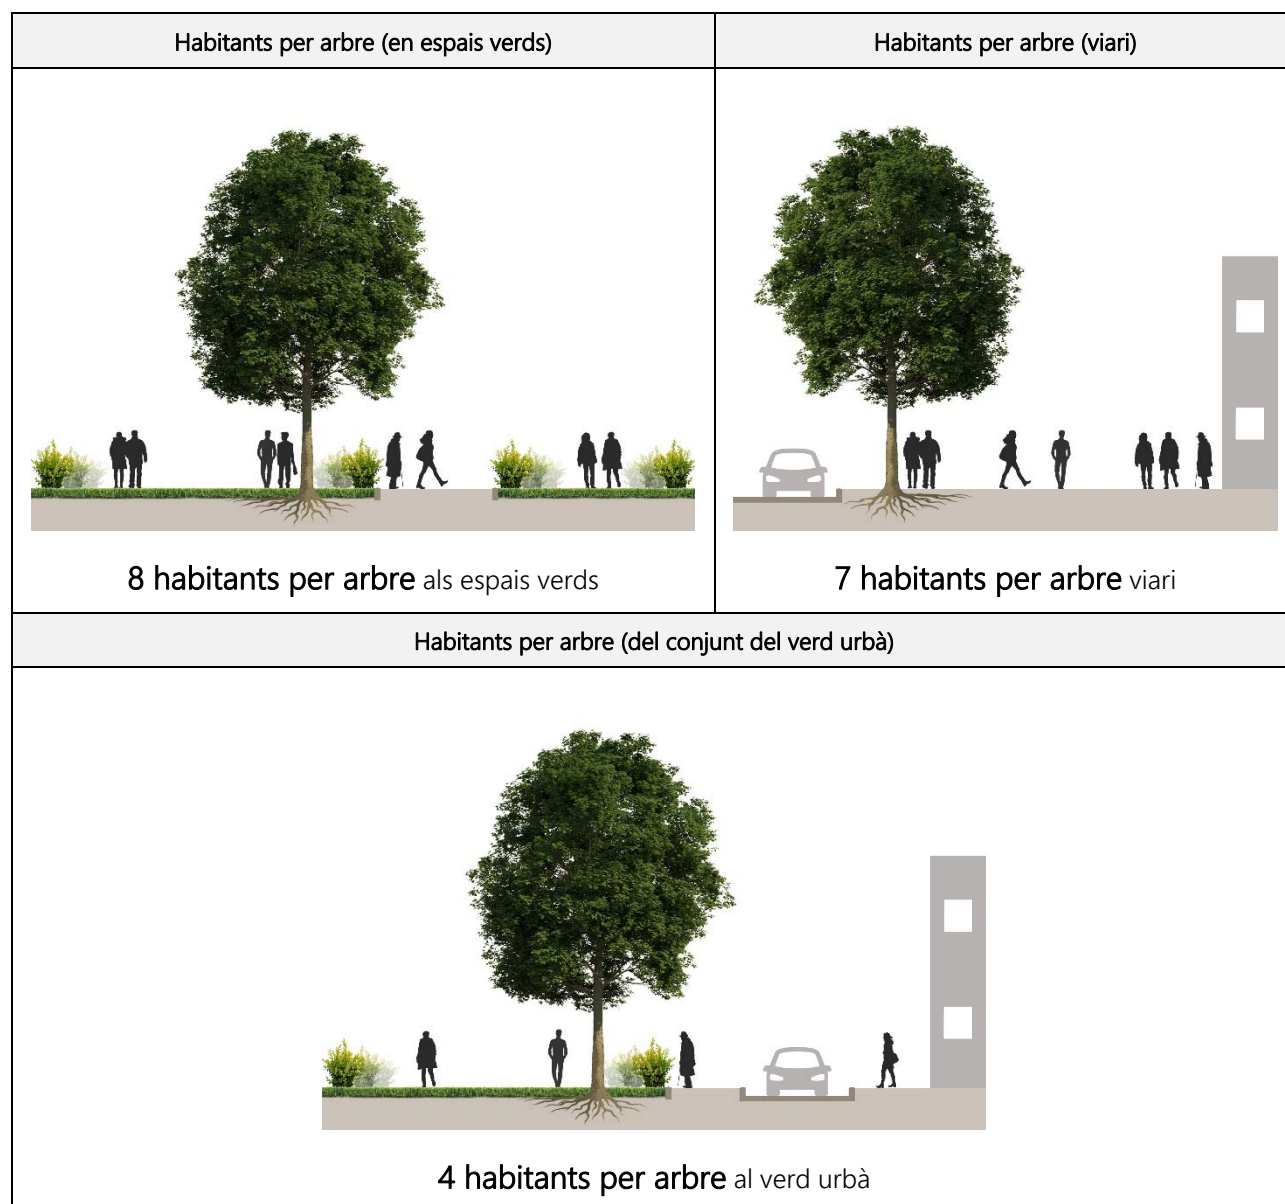 Habitants per arbre (en espais verds)
Habitants per arbre (viari)
8 habitants per arbre als espais verds
7 habitants per arbre viari
Habitants per arbre (del conjunt del verd urbà)
4 habitants per arbre al verd urbà